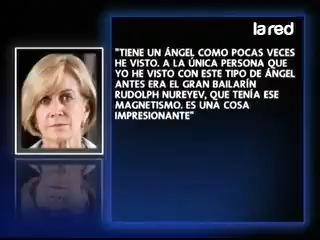 la red
"TIENE UN ÁNGEL COMO POCAS VECES
HE VISTO. A LA ÚNICA PERSONA QUE
YO HE VISTO CON ESTE TIPO DE ÁNGEL
ANTES ERA EL GRAN BAILARÍN
RUDOLPH NUREYEV, QUE TENÍA ESE
MAGNETISMO. ES UNA COSA
IMPRESIONANTE"